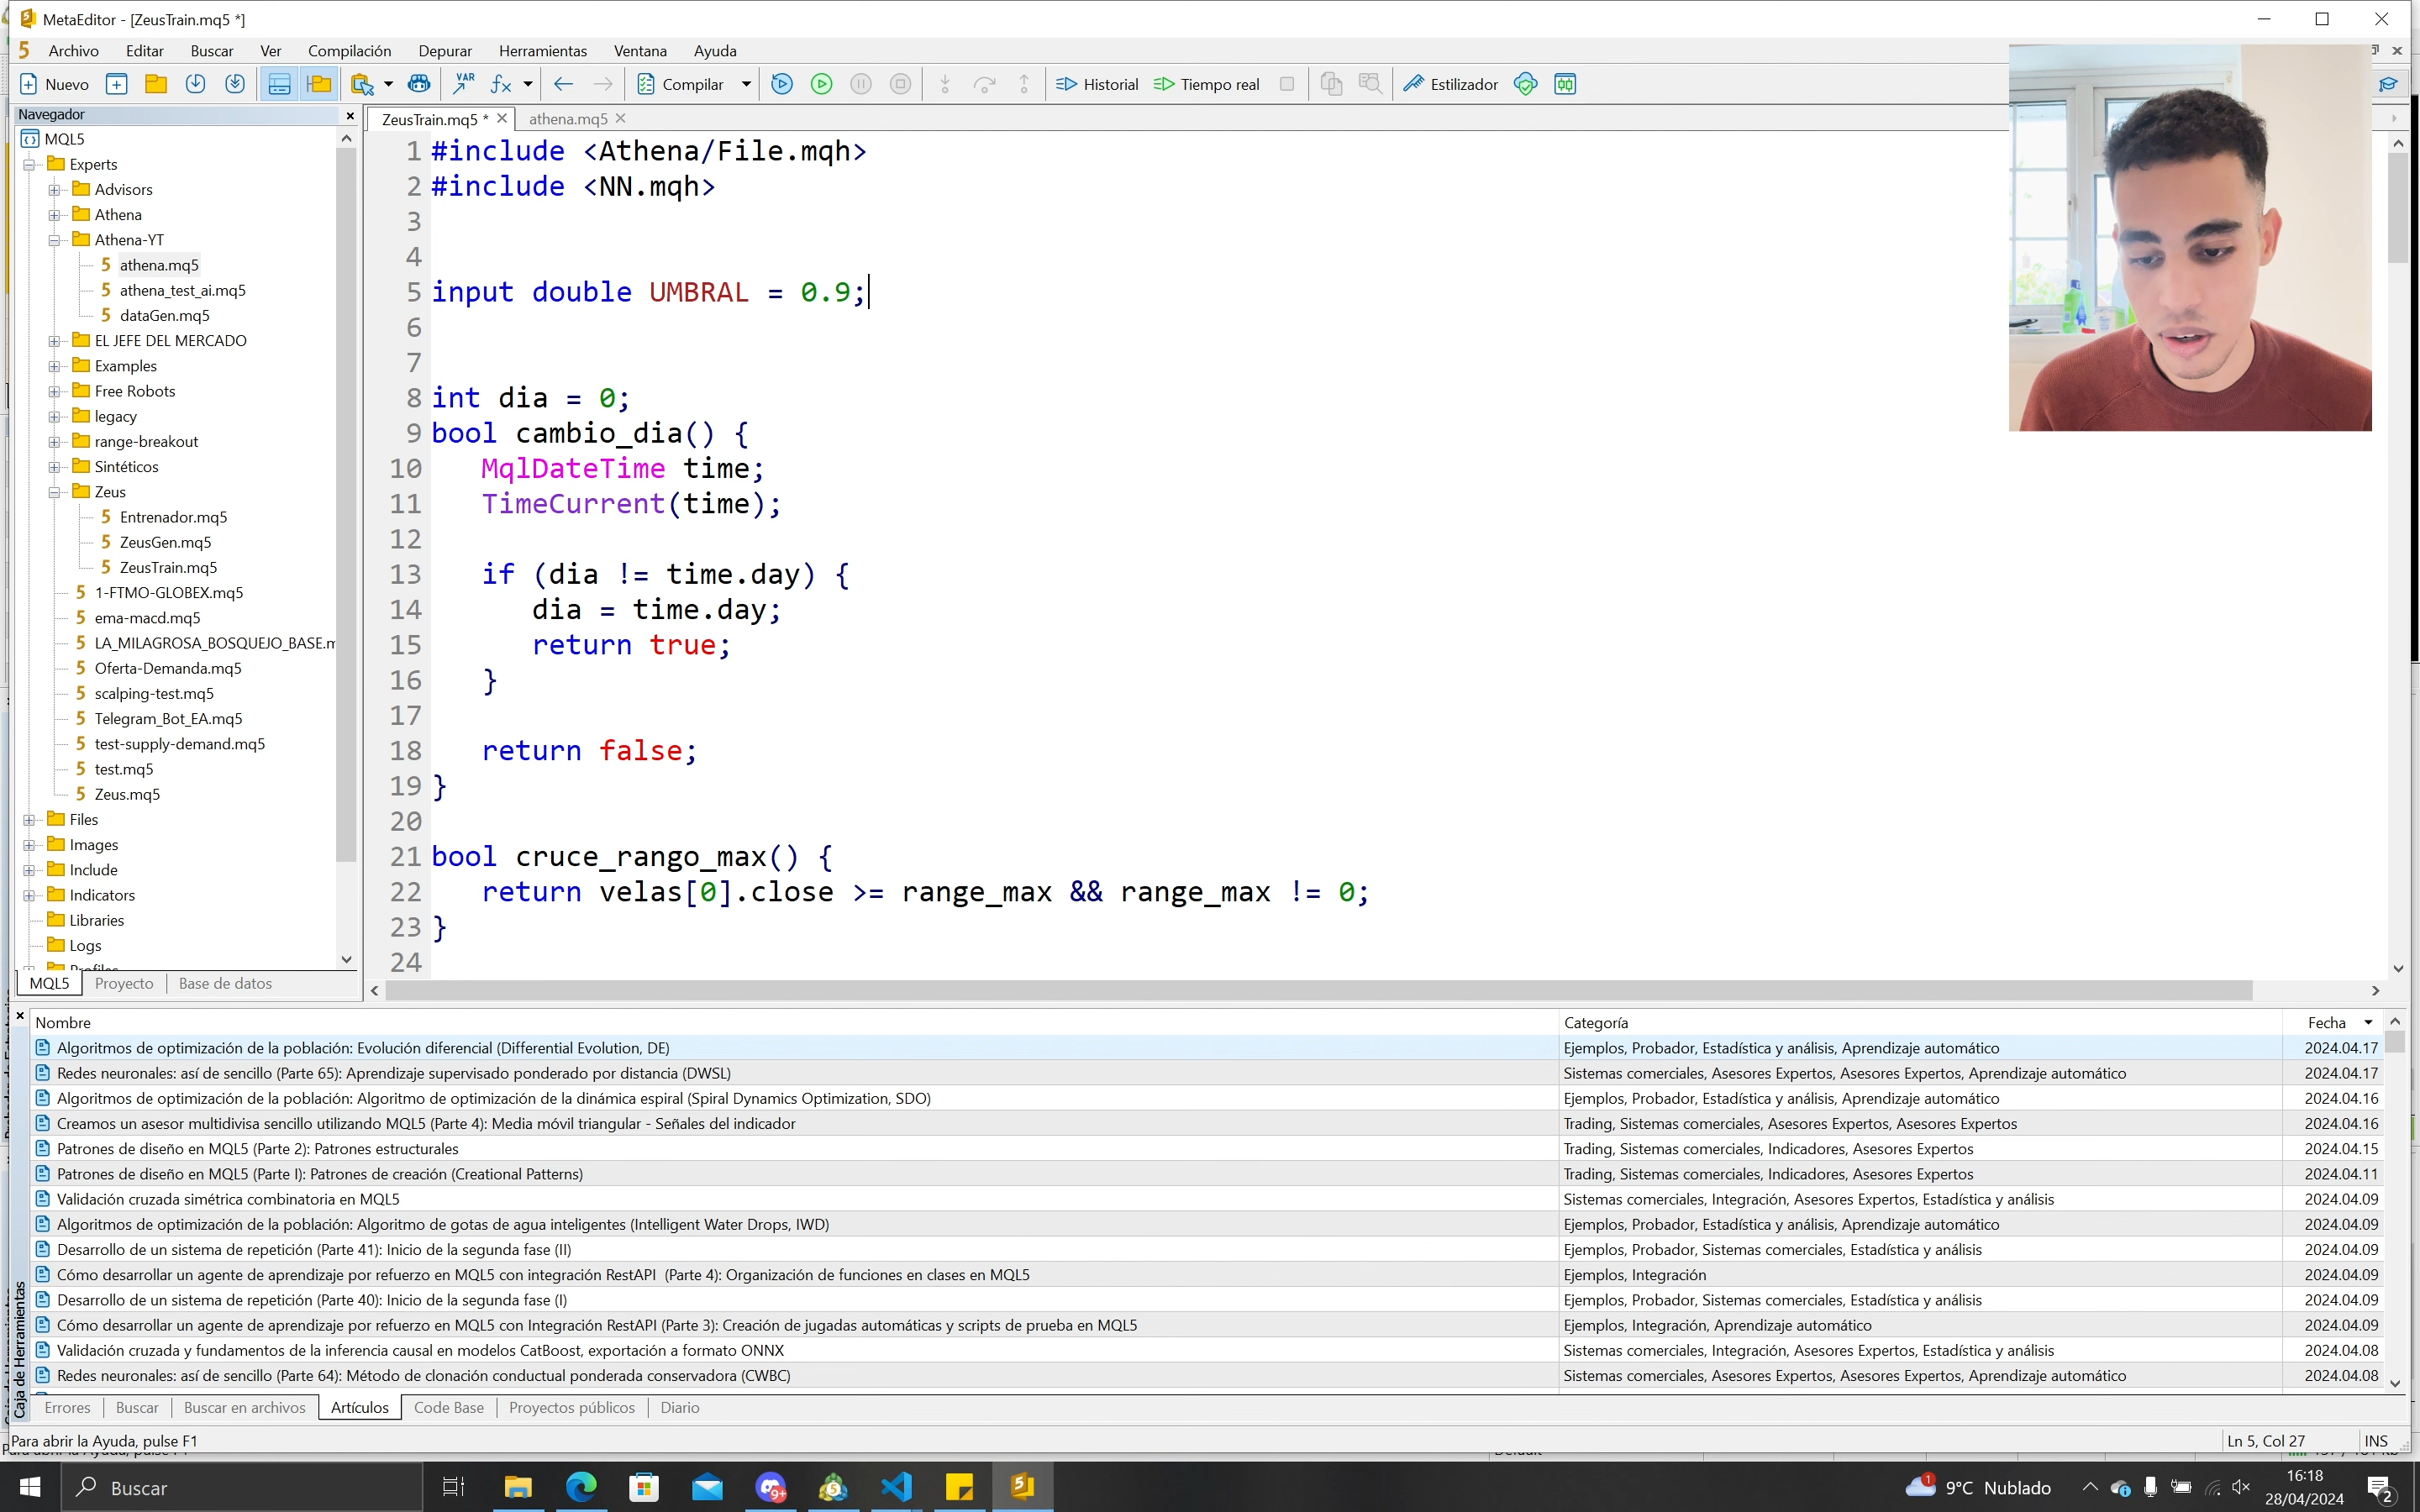 MetaEditor - [ZeusTrain.mq5 *]
Archivo Editar Buscar Ver Compilación Depurar Herramientas Ventana Ayuda
Nuevo VAR Compilar Historial Tiempo real Estilizador
Navegador
MQL5
Experts
Advisors
Athena
Athena-YT
athena.mq5
athena_test_ai.mq5
dataGen.mq5
EL JEFE DEL MERCADO
Examples
Free Robots
legacy
range-breakout
Sintéticos
Zeus
Entrenador.mq5
ZeusGen.mq5
ZeusTrain.mq5
1-FTMO-GLOBEX.mq5
ema-macd.mq5
LA_MILAGROSA_BOSQUEJO_BASE.m
Oferta-Demanda.mq5
scalping-test.mq5
Telegram_Bot_EA.mq5
test-supply-demand.mq5
test.mq5
Zeus.mq5
Files
Images
Include
Indicators
Libraries
Logs
MQL5 Proyecto Base de datos
ZeusTrain.mq5 * athena.mq5
1 #include <Athena/File.mqh>
2 #include <NN.mqh>
3
4
5 input double UMBRAL = 0.9;
6
7
8 int dia = 0;
9 bool cambio_dia() {
10 MqlDateTime time;
11 TimeCurrent(time);
12
13 if (dia != time.day) {
14 dia = time.day;
15 return true;
16 }
17
18 return false;
19 }
20
21 bool cruce_rango_max() {
22 return velas[0].close >= range_max && range_max != 0;
23 }
24
Nombre Categoría Fecha
Algoritmos de optimización de la población: Evolución diferencial (Differential Evolution, DE) Ejemplos, Probador, Estadística y análisis, Aprendizaje automático 2024.04.17
Redes neuronales: así de sencillo (Parte 65): Aprendizaje supervisado ponderado por distancia (DWSL) Sistemas comerciales, Asesores Expertos, Asesores Expertos, Aprendizaje automático 2024.04.17
Algoritmos de optimización de la población: Algoritmo de optimización de la dinámica espiral (Spiral Dynamics Optimization, SDO) Ejemplos, Probador, Estadística y análisis, Aprendizaje automático 2024.04.16
Creamos un asesor multidivisa sencillo utilizando MQL5 (Parte 4): Media móvil triangular - Señales del indicador Trading, Sistemas comerciales, Asesores Expertos, Asesores Expertos 2024.04.16
Patrones de diseño en MQL5 (Parte 2): Patrones estructurales Trading, Sistemas comerciales, Indicadores, Asesores Expertos 2024.04.15
Patrones de diseño en MQL5 (Parte I): Patrones de creación (Creational Patterns) Trading, Sistemas comerciales, Indicadores, Asesores Expertos 2024.04.11
Validación cruzada simétrica combinatoria en MQL5 Sistemas comerciales, Integración, Asesores Expertos, Estadística y análisis 2024.04.09
Algoritmos de optimización de la población: Algoritmo de gotas de agua inteligentes (Intelligent Water Drops, IWD) Ejemplos, Probador, Estadística y análisis, Aprendizaje automático 2024.04.09
Desarrollo de un sistema de repetición (Parte 41): Inicio de la segunda fase (II) Ejemplos, Probador, Sistemas comerciales, Estadística y análisis 2024.04.09
Cómo desarrollar un agente de aprendizaje por refuerzo en MQL5 con integración RestAPI (Parte 4): Organización de funciones en clases en MQL5 Ejemplos, Integración 2024.04.09
Desarrollo de un sistema de repetición (Parte 40): Inicio de la segunda fase (I) Ejemplos, Probador, Sistemas comerciales, Estadística y análisis 2024.04.09
Cómo desarrollar un agente de aprendizaje por refuerzo en MQL5 con Integración RestAPI (Parte 3): Creación de jugadas automáticas y scripts de prueba en MQL5 Ejemplos, Integración, Aprendizaje automático 2024.04.09
Validación cruzada y fundamentos de la inferencia causal en modelos CatBoost, exportación a formato ONNX Sistemas comerciales, Integración, Asesores Expertos, Estadística y análisis 2024.04.08
Redes neuronales: así de sencillo (Parte 64): Método de clonación conductual ponderada conservadora (CWBC) Sistemas comerciales, Asesores Expertos, Asesores Expertos, Aprendizaje automático 2024.04.08
Caja de Herramientas
Errores Buscar Buscar en archivos Artículos Code Base Proyectos públicos Diario
Para abrir la Ayuda, pulse F1 Ln 5, Col 27 INS
Buscar 9+ 1 9°C Nublado 16:18
28/04/2024 2